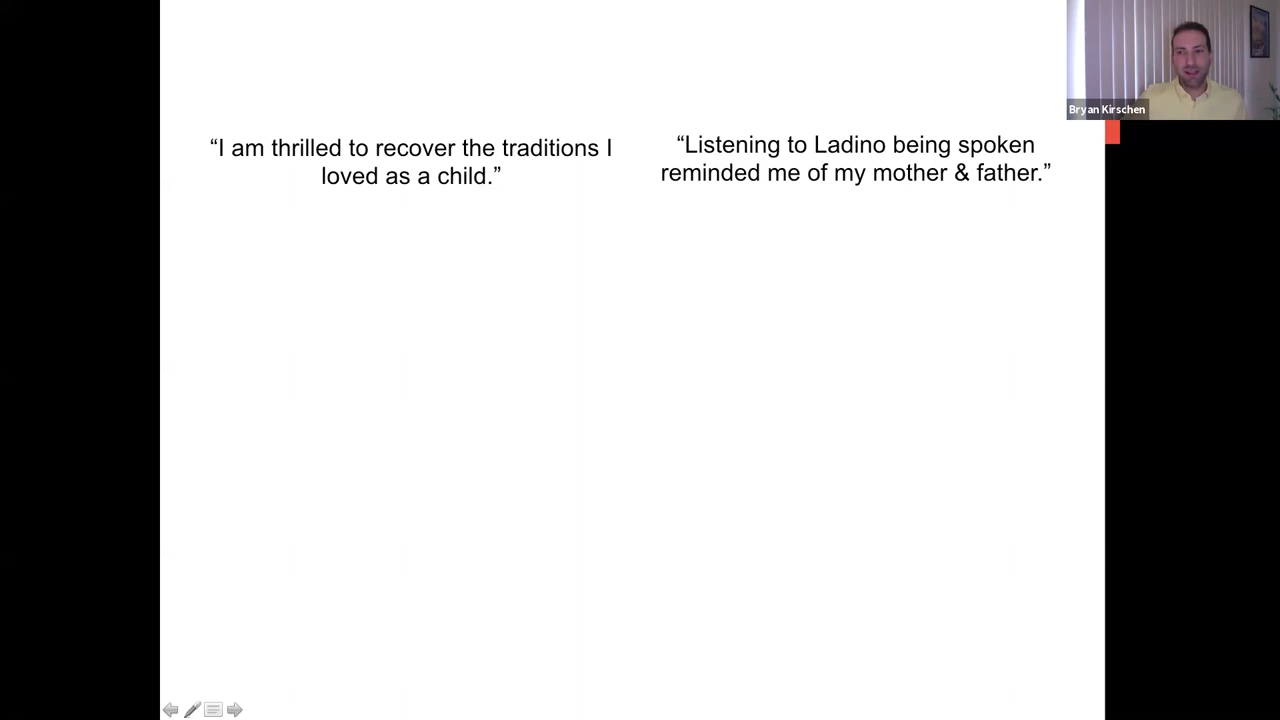 “I am thrilled to recover the traditions I
loved as a child.”
“Listening to Ladino being spoken
reminded me of my mother & father.”
Bryan Kirschen